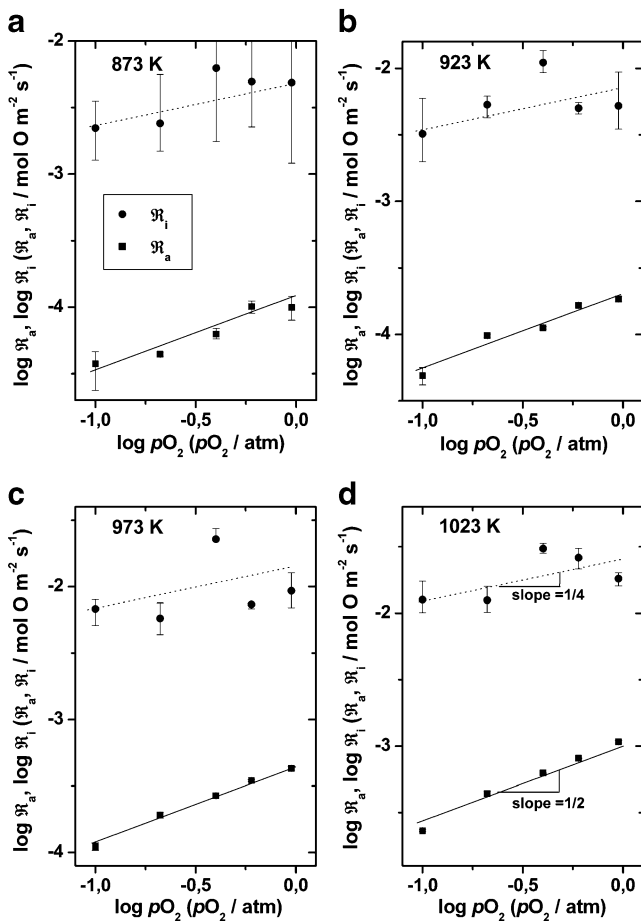 a
873 K
-2
-3
-4
ℜi
ℜa
-1,0
-0,5
0,0
log pO2 (pO2 / atm)
log ℜa, log ℜi (ℜa, ℜi / mol O m-2 s-1)
b
923 K
-2
-3
-4
-1,0
-0,5
0,0
log pO2 (pO2 / atm)
log ℜa, log ℜi (ℜa, ℜi / mol O m-2 s-1)
c
973 K
-2
-3
-4
-1,0
-0,5
0,0
log pO2 (pO2 / atm)
log ℜa, log ℜi (ℜa, ℜi / mol O m-2 s-1)
d
1023 K
slope =1/4
slope =1/2
-2
-3
-1,0
-0,5
0,0
log pO2 (pO2 / atm)
log ℜa, log ℜi (ℜa, ℜi / mol O m-2 s-1)